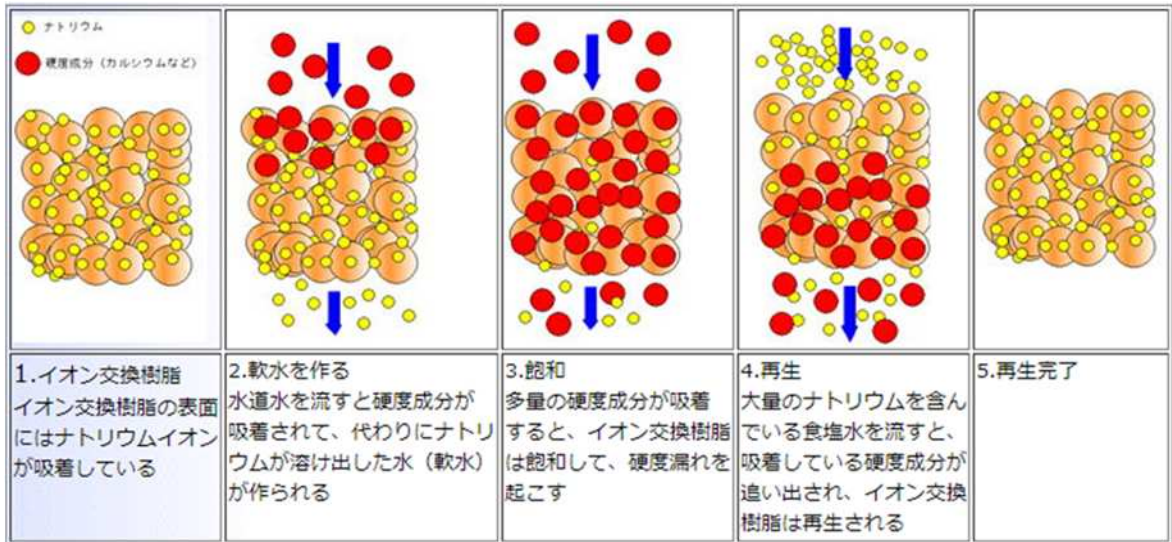 ナトリウム
硬度成分（カルシウムなど）
1.イオン交換樹脂
イオン交換樹脂の表面
にはナトリウムイオン
が吸着している
2.軟水を作る
水道水を流すと硬度成分が
吸着されて、代わりにナトリ
ウムが溶け出した水（軟水）
が作られる
3.飽和
多量の硬度成分が吸着
すると、イオン交換樹脂
は飽和して、硬度漏れを
起こす
4.再生
大量のナトリウムを含ん
でいる食塩水を流すと、
吸着している硬度成分が
追い出され、イオン交換
樹脂は再生される
5.再生完了